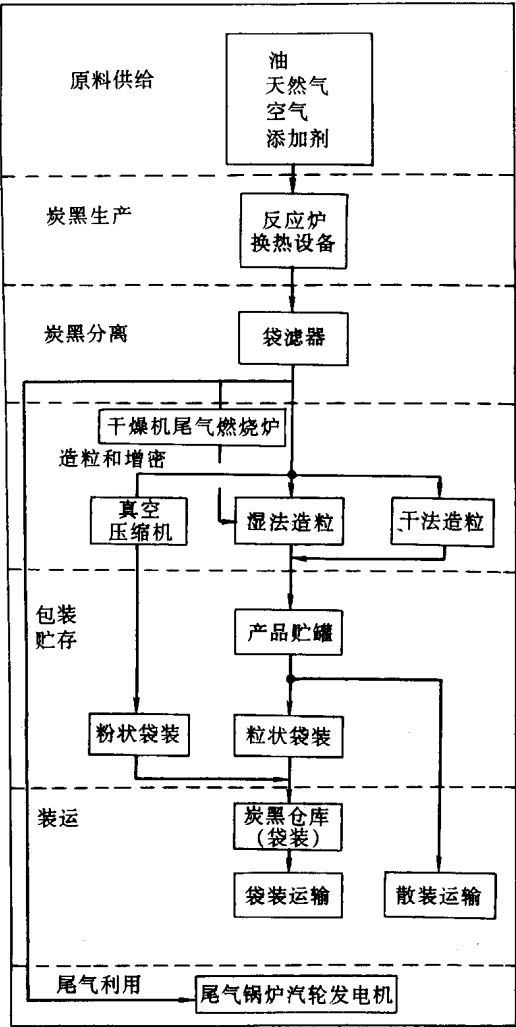 原料供给
油
天然气
空气
添加剂
炭黑生产
反应炉
换热设备
炭黑分离
袋滤器
干燥机尾气燃烧炉
造粒和增密
真空
压缩机
湿法造粒
干法造粒
包装
贮存
产品贮罐
粉状袋装
粒状袋装
装运
炭黑仓库
(袋装)
袋装运输
散装运输
尾气利用
尾气锅炉汽轮发电机